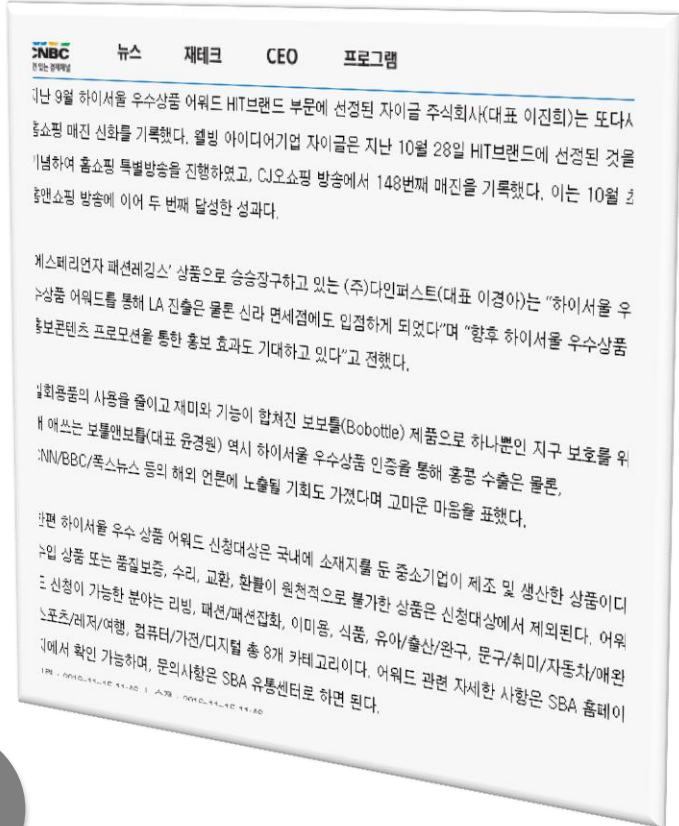 CNBC 뉴스 재테크 CEO 프로그램
지난 9월 하이서울 우수상품 어워드 HIT브랜드 부문에 선정된 자이글 주식회사(대표 이진희)는 또다시
홈쇼핑 매진 신화를 기록했다. 웰빙 아이디어기업 자이글은 지난 10월 28일 HIT브랜드에 선정된 것을
기념하여 홈쇼핑 특별방송을 진행하였고, CJ오쇼핑 방송에서 148번째 매진을 기록했다. 이는 10월 초
홈앤쇼핑 방송에 이어 두 번째 달성한 성과다.
에스페리언자 패션레깅스’ 상품으로 승승장구하고 있는 (주)다인퍼스트(대표 이경아)는 “하이서울 우
수상품 어워드를 통해 LA 진출은 물론 신라 면세점에도 입점하게 되었다”며 “향후 하이서울 우수상품
홍보콘텐츠 프로모션을 통한 홍보 효과도 기대하고 있다”고 전했다.
일회용품의 사용을 줄이고 재미와 기능이 합쳐진 보보틀(Bobottle) 제품으로 하나뿐인 지구 보호를 위
해 애쓰는 보틀앤보틀(대표 윤경원) 역시 하이서울 우수상품 인증을 통해 홍콩 수출은 물론,
CNN/BBC/폭스뉴스 등의 해외 언론에 노출될 기회도 가졌다며 고마운 마음을 표했다.
한편 하이서울 우수 상품 어워드 신청대상은 국내에 소재지를 둔 중소기업이 제조 및 생산한 상품이디
수입 상품 또는 품질보증, 수리, 교환, 환불이 원천적으로 불가한 상품은 신청대상에서 제외된다. 어워
드 신청이 가능한 분야는 리빙, 패션/패션잡화, 이미용, 식품, 유아/출산/완구, 문구/취미/자동차/애완
스포츠/레저/여행, 컴퓨터/가전/디지털 총 8개 카테고리이다. 어워드 관련 자세한 사항은 SBA 홈페이
지에서 확인 가능하며, 문의사항은 SBA 유통센터로 하면 된다.